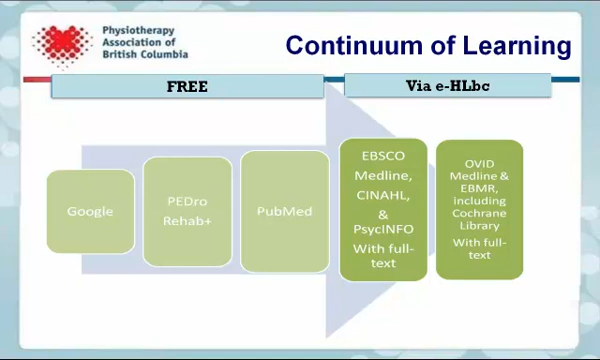 Physiotherapy
Association of
British Columbia
Continuum of Learning
FREE
Via e-HLbc
Google
PEDro
Rehab+
PubMed
EBSCO
Medline,
CINAHL,
&
PsycINFO
With full-
text
OVID
Medline &
EBMR,
including
Cochrane
Library
With full-
text